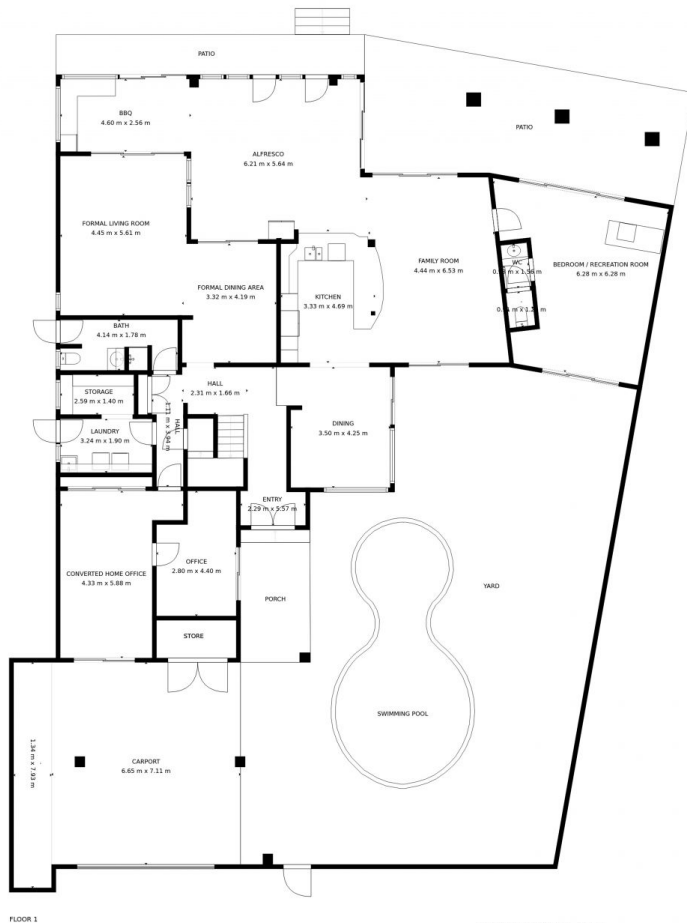 PATIO
PATIO
BBQ
4.60 m x 2.56 m
ALFRESCO
6.21 m x 5.64 m
FORMAL LIVING ROOM
4.45 m x 5.61 m
FAMILY ROOM
4.44 m x 6.53 m
WC
BEDROOM / RECREATION ROOM
6.28 m x 6.28 m
FORMAL DINING AREA
3.32 m x 4.19 m
KITCHEN
3.33 m x 4.69 m
BATH
4.14 m x 1.78 m
HALL
2.31 m x 1.66 m
STORAGE
2.59 m x 1.40 m
HALL
LAUNDRY
3.24 m x 1.90 m
DINING
3.50 m x 4.25 m
ENTRY
2.29 m x 5.57 m
OFFICE
2.80 m x 4.40 m
CONVERTED HOME OFFICE
4.33 m x 5.88 m
PORCH
YARD
STORE
SWIMMING POOL
1.34 m x 7.93 m
CARPORT
6.65 m x 7.11 m
FLOOR 1